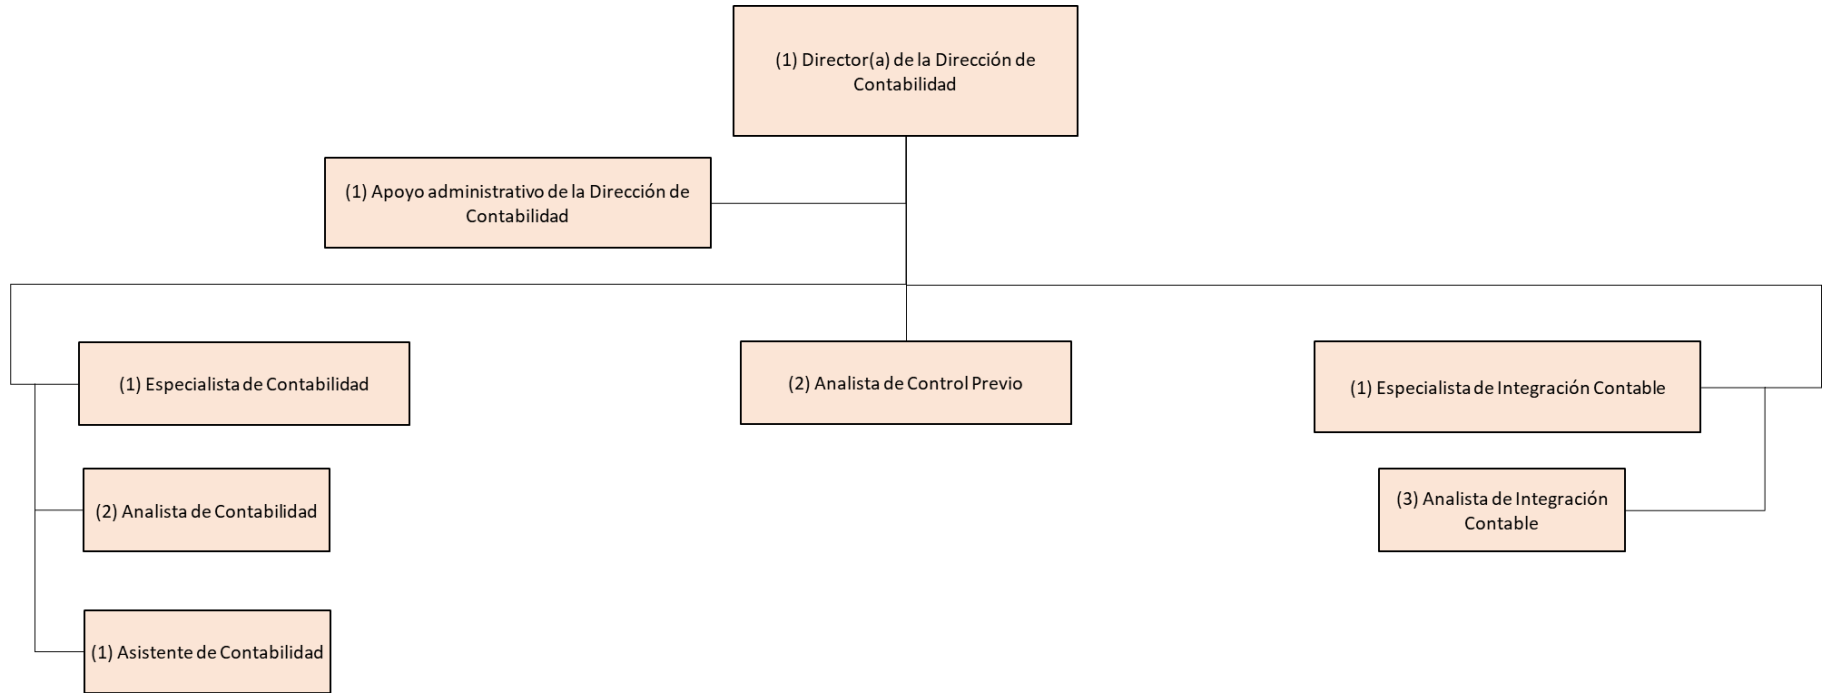 (1) Director(a) de la Dirección de
Contabilidad
(1) Apoyo administrativo de la Dirección de
Contabilidad
(1) Especialista de Contabilidad
(2) Analista de Control Previo
(1) Especialista de Integración Contable
(2) Analista de Contabilidad
(3) Analista de Integración
Contable
(1) Asistente de Contabilidad